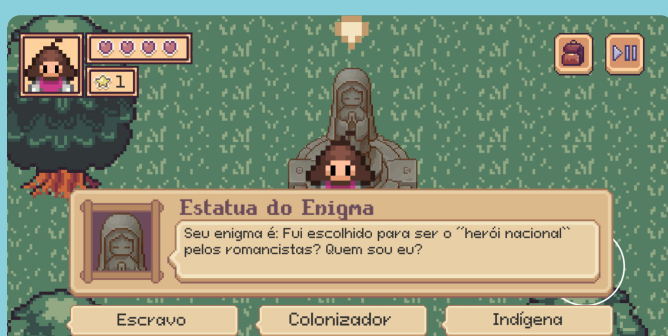 1
Estatua do Enigma
Seu enigma é: Fui escolhido para ser o ´´herói nacional``
pelos romancistas? Quem sou eu?
Escravo
Colonizador
Indígena